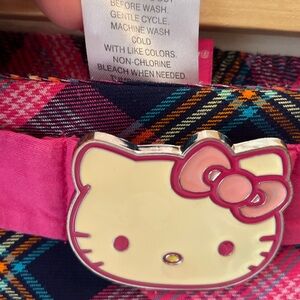 BEFORE WASH.
GENTLE CYCLE.
MACHINE WASH
COLD
WITH LIKE COLORS.
NON-CHLORINE
BLEACH WHEN NEEDED